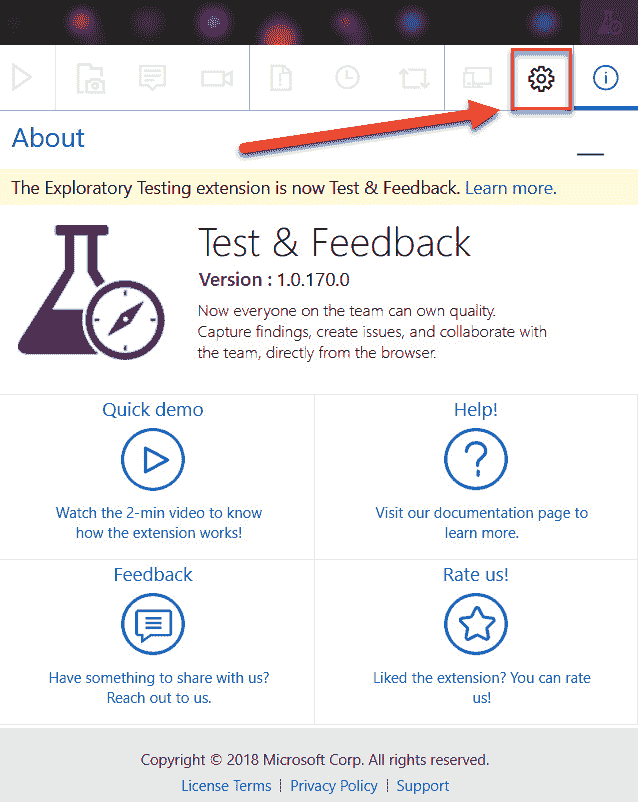 About
The Exploratory Testing extension is now Test & Feedback. Learn more.
Test & Feedback
Version : 1.0.170.0
Now everyone on the team can own quality.
Capture findings, create issues, and collaborate with
the team, directly from the browser.
Quick demo
Watch the 2-min video to know
how the extension works!
Help!
Visit our documentation page to
learn more.
Feedback
Have something to share with us?
Reach out to us.
Rate us!
Liked the extension? You can rate
us!
Copyright © 2018 Microsoft Corp. All rights reserved.
License Terms | Privacy Policy | Support